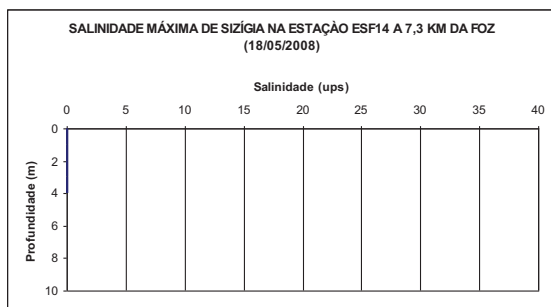 SALINIDADE MÁXIMA DE SIZÍGIA NA ESTAÇÀO ESF14 A 7,3 KM DA FOZ
(18/05/2008)
Salinidade (ups)
0 5 10 15 20 25 30 35 40
Profundidade (m)
0
2
4
6
8
10